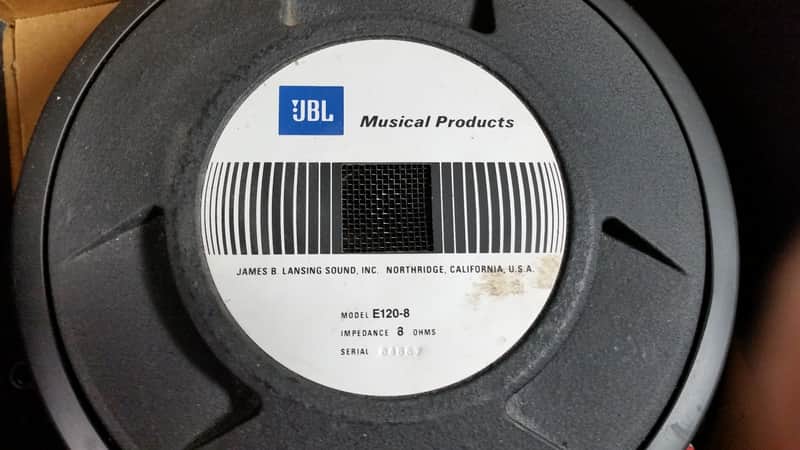 JBL Musical Products
JAMES B. LANSING SOUND, INC. NORTHRIDGE, CALIFORNIA, U.S.A.
MODEL E120-8
IMPEDANCE 8 OHMS
SERIAL